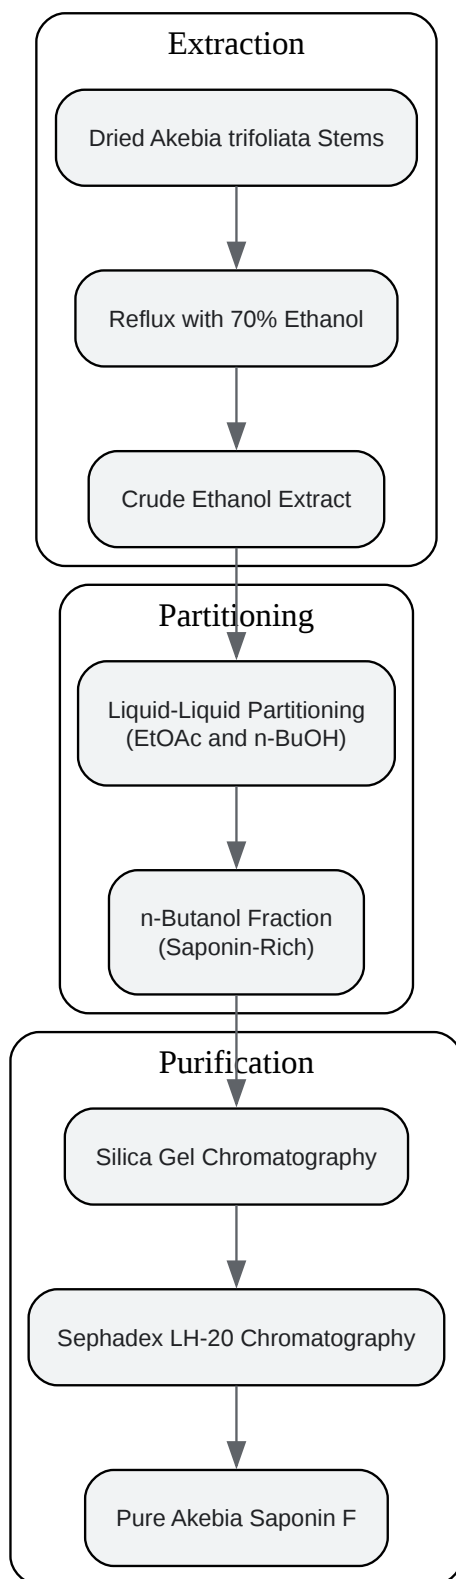 Extraction
Dried Akebia trifoliata Stems
Reflux with 70% Ethanol
Crude Ethanol Extract
Partitioning
Liquid-Liquid Partitioning
(EtOAc and n-BuOH)
n-Butanol Fraction
(Saponin-Rich)
Purification
Silica Gel Chromatography
Sephadex LH-20 Chromatography
Pure Akebia Saponin F